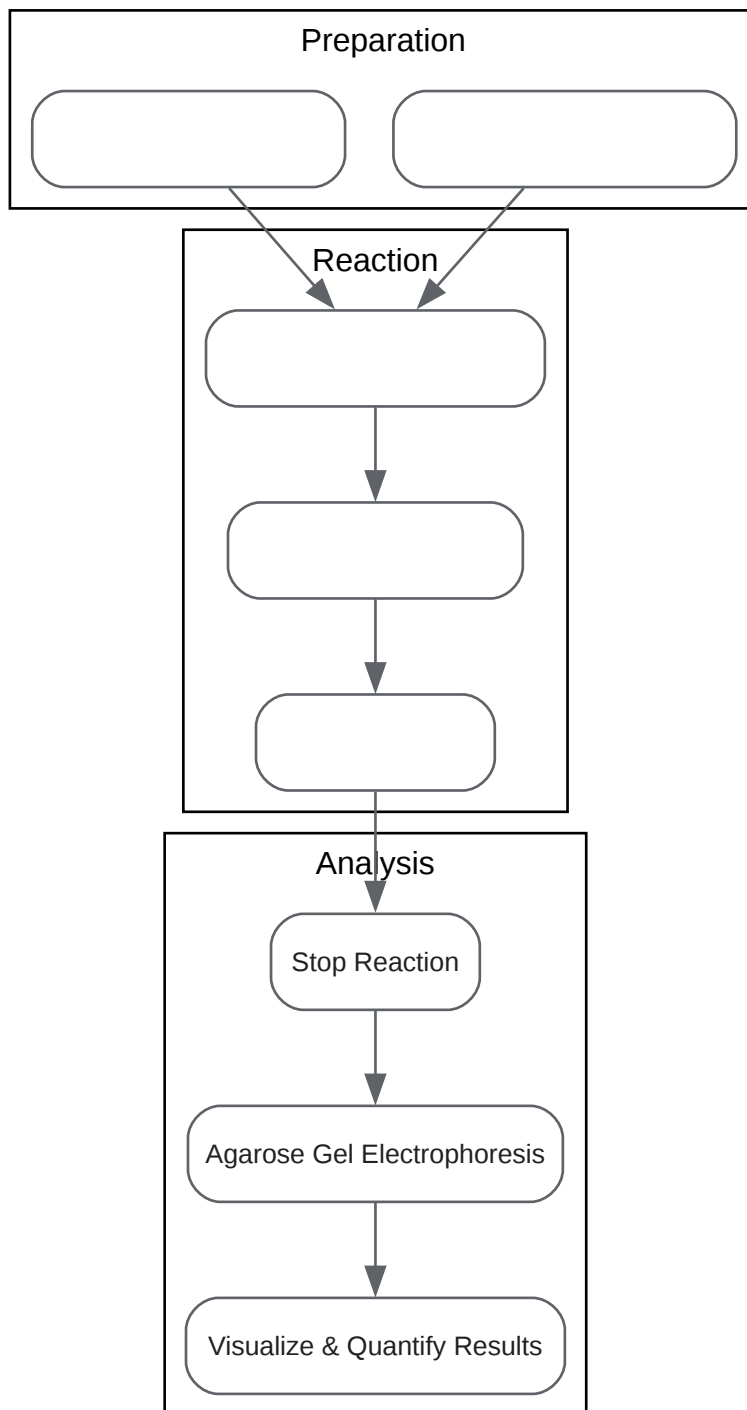 Preparation
Reaction
Analysis
Stop Reaction
Agarose Gel Electrophoresis
Visualize & Quantify Results